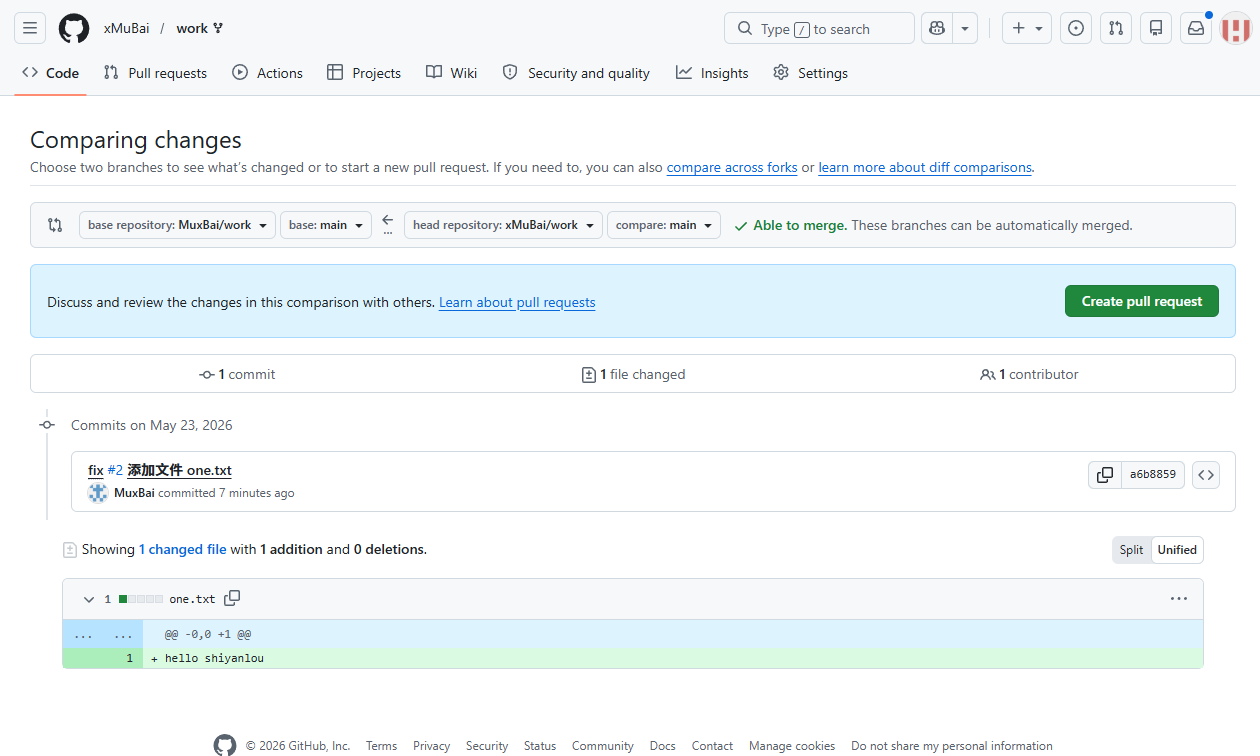 xMuBai / work
Type / to search
Code Pull requests Actions Projects Wiki Security and quality Insights Settings
Comparing changes
Choose two branches to see what's changed or to start a new pull request. If you need to, you can also compare across forks or learn more about diff comparisons.
base repository: MuxBai/work base: main ... head repository: xMuBai/work compare: main Able to merge. These branches can be automatically merged.
Discuss and review the changes in this comparison with others. Learn about pull requests Create pull request
1 commit 1 file changed 1 contributor
Commits on May 23, 2026
fix #2 添加文件 one.txt
a6b8859
MuxBai committed 7 minutes ago
Showing 1 changed file with 1 addition and 0 deletions. Split Unified
1 one.txt
... ... @@ -0,0 +1 @@
1 + hello shiyanlou
© 2026 GitHub, Inc. Terms Privacy Security Status Community Docs Contact Manage cookies Do not share my personal information